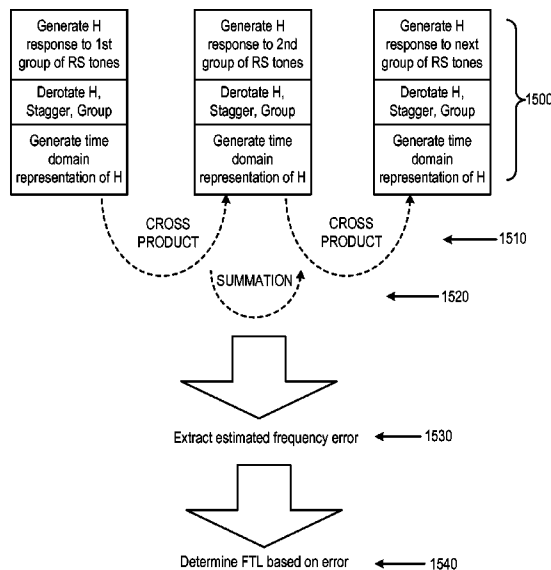 Generate H
response to 1st
group of RS tones
Derotate H,
Stagger, Group
Generate time
domain
representation of H
Generate H
response to 2nd
group of RS tones
Derotate H,
Stagger, Group
Generate time
domain
representation of H
Generate H
response to next
group of RS tones
Derotate H,
Stagger, Group
Generate time
domain
representation of H
1500
CROSS
PRODUCT
CROSS
PRODUCT
1510
SUMMATION
1520
Extract estimated frequency error
1530
Determine FTL based on error
1540